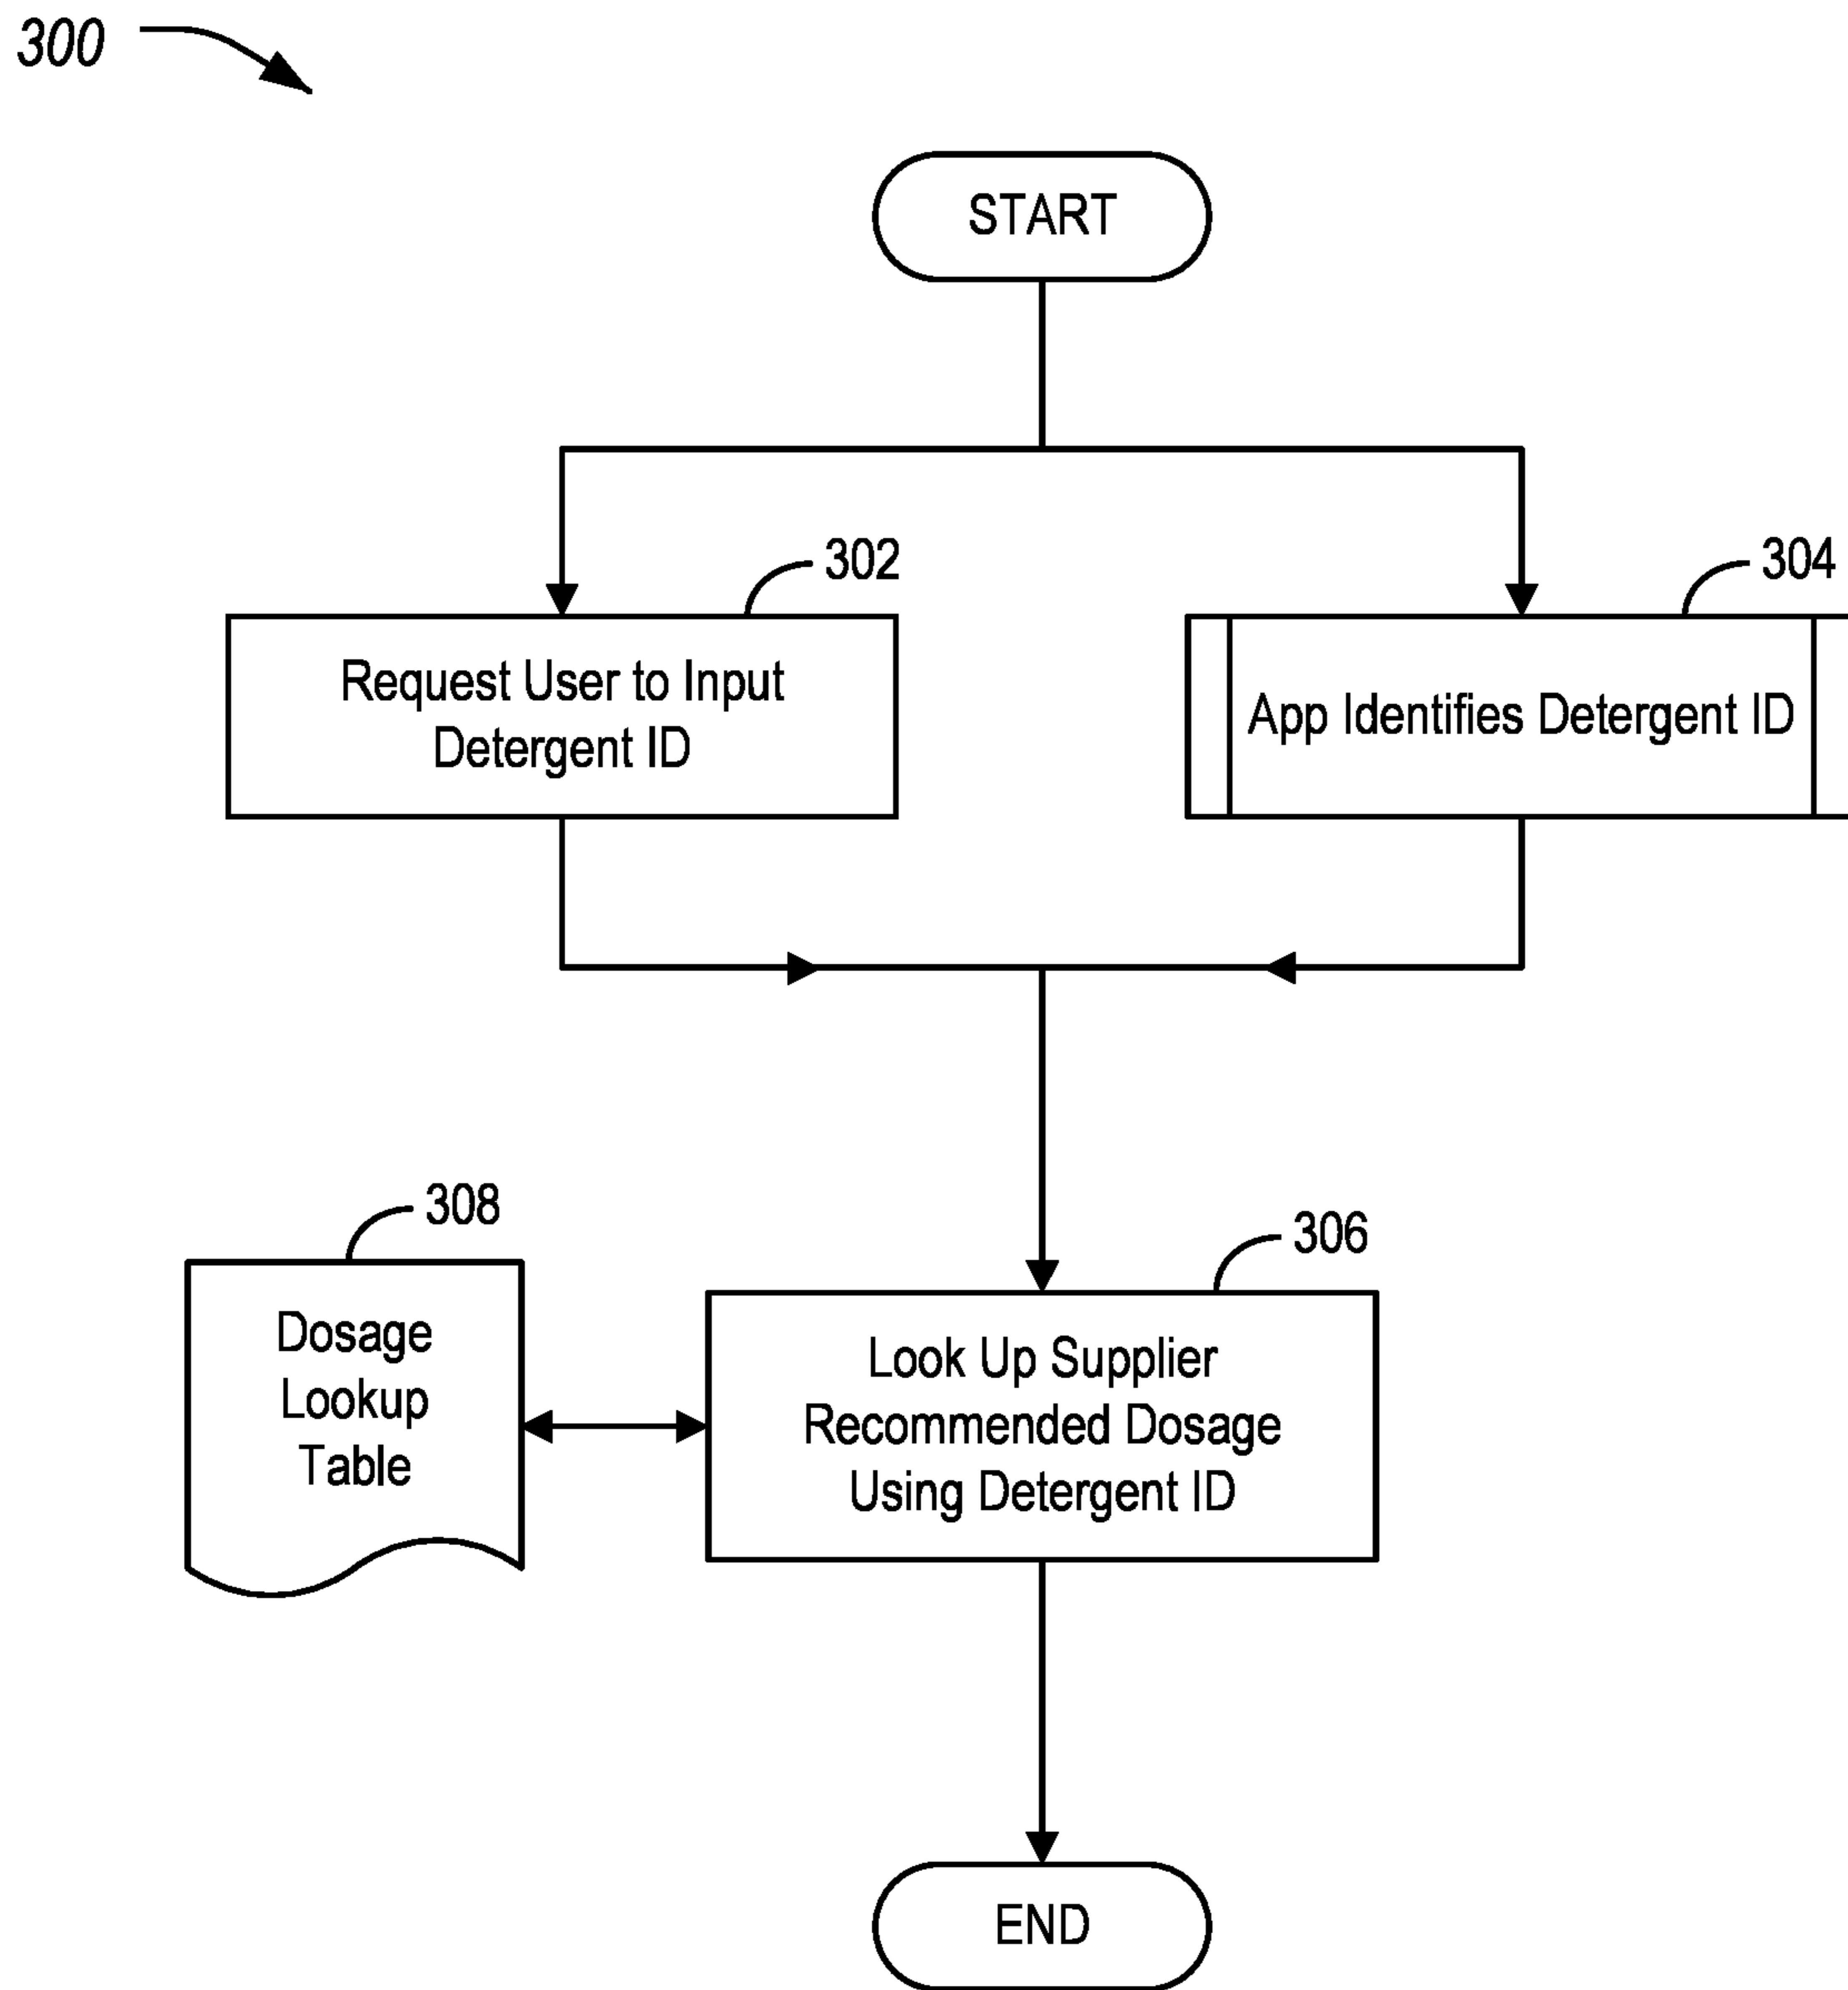 300
START
302
304
Request User to Input
Detergent ID
App Identifies Detergent ID
308
306
Dosage
Lookup
Table
Look Up Supplier
Recommended Dosage
Using Detergent ID
END